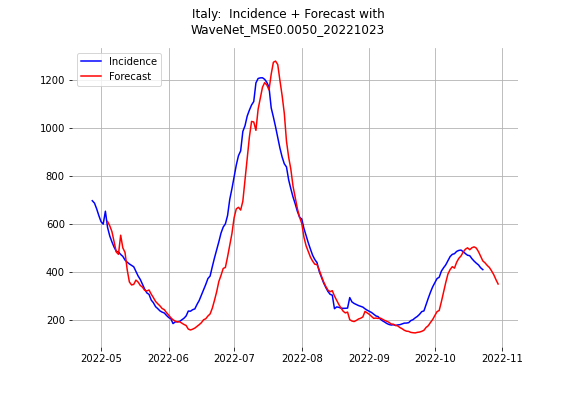 Italy:  Incidence + Forecast with
WaveNet_MSE0.0050_20221023
Incidence
Forecast
1200
1000
800
600
400
200
2022-05 2022-06 2022-07 2022-08 2022-09 2022-10 2022-11